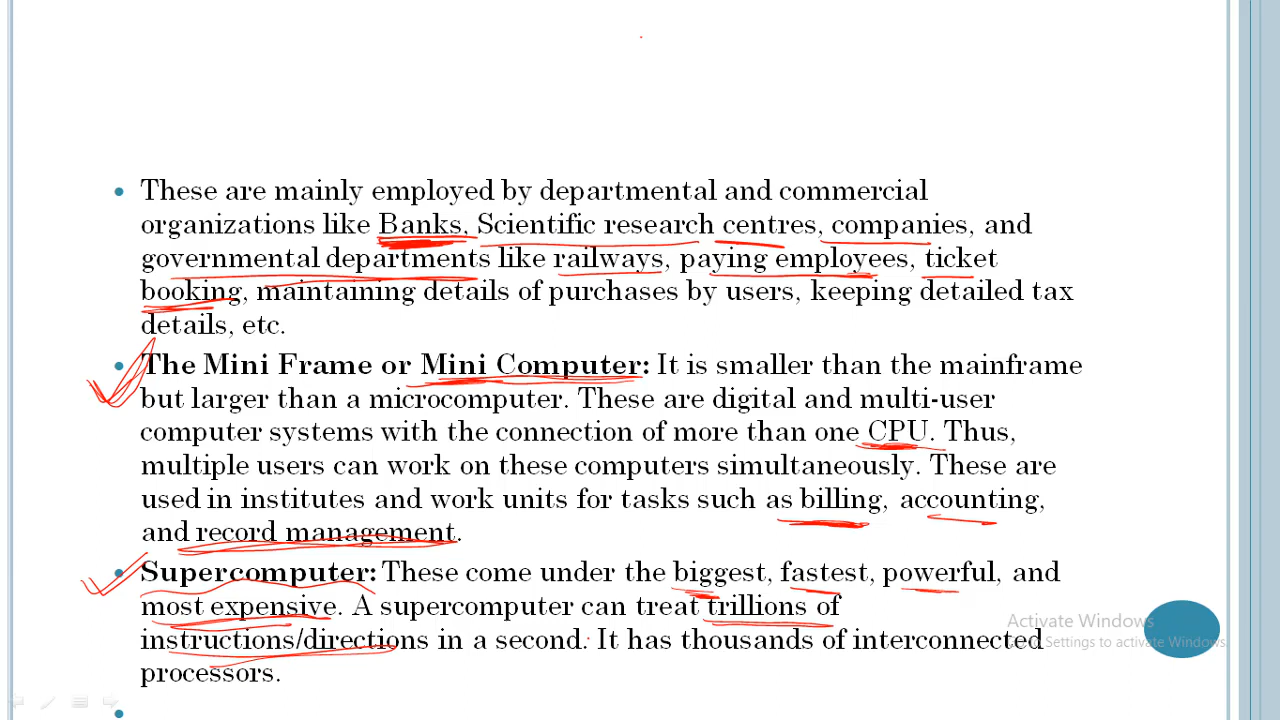 • These are mainly employed by departmental and commercial
organizations like Banks, Scientific research centres, companies, and
governmental departments like railways, paying employees, ticket
booking, maintaining details of purchases by users, keeping detailed tax
details, etc.
• The Mini Frame or Mini Computer: It is smaller than the mainframe
but larger than a microcomputer. These are digital and multi-user
computer systems with the connection of more than one CPU. Thus,
multiple users can work on these computers simultaneously. These are
used in institutes and work units for tasks such as billing, accounting,
and record management.
• Supercomputer: These come under the biggest, fastest, powerful, and
most expensive. A supercomputer can treat trillions of
instructions/directions in a second. It has thousands of interconnected
processors.
Activate Windows
Settings to activate Windows.